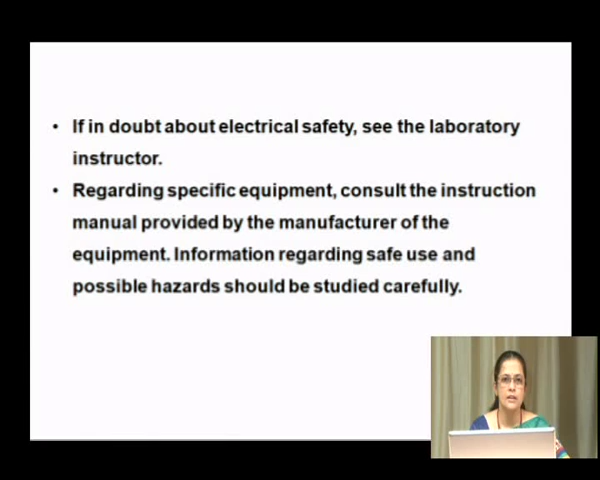 • If in doubt about electrical safety, see the laboratory
instructor.
• Regarding specific equipment, consult the instruction
manual provided by the manufacturer of the
equipment. Information regarding safe use and
possible hazards should be studied carefully.